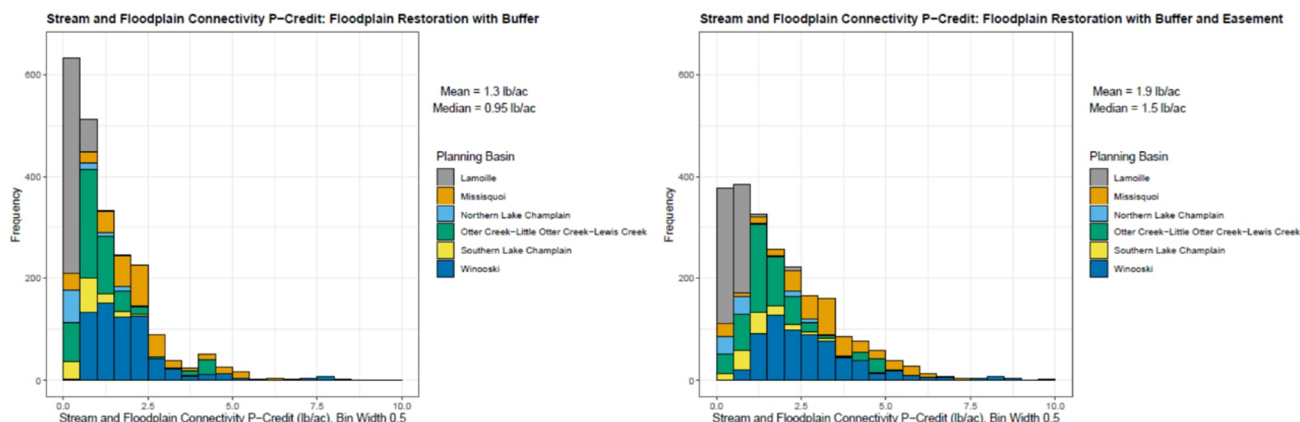 Stream and Floodplain Connectivity P-Credit: Floodplain Restoration with Buffer
600
400
200
0
Frequency
0.0 2.5 5.0 7.5 10.0
Stream and Floodplain Connectivity P-Credit (lb/ac), Bin Width 0.5
Mean = 1.3 lb/ac
Median = 0.95 lb/ac
Planning Basin
Lamoille
Missisquoi
Northern Lake Champlain
Otter Creek-Little Otter Creek-Lewis Creek
Southern Lake Champlain
Winooski
Stream and Floodplain Connectivity P-Credit: Floodplain Restoration with Buffer and Easement
600
400
200
0
Frequency
0.0 2.5 5.0 7.5 10.0
Stream and Floodplain Connectivity P-Credit (lb/ac), Bin Width 0.5
Mean = 1.9 lb/ac
Median = 1.5 lb/ac
Planning Basin
Lamoille
Missisquoi
Northern Lake Champlain
Otter Creek-Little Otter Creek-Lewis Creek
Southern Lake Champlain
Winooski